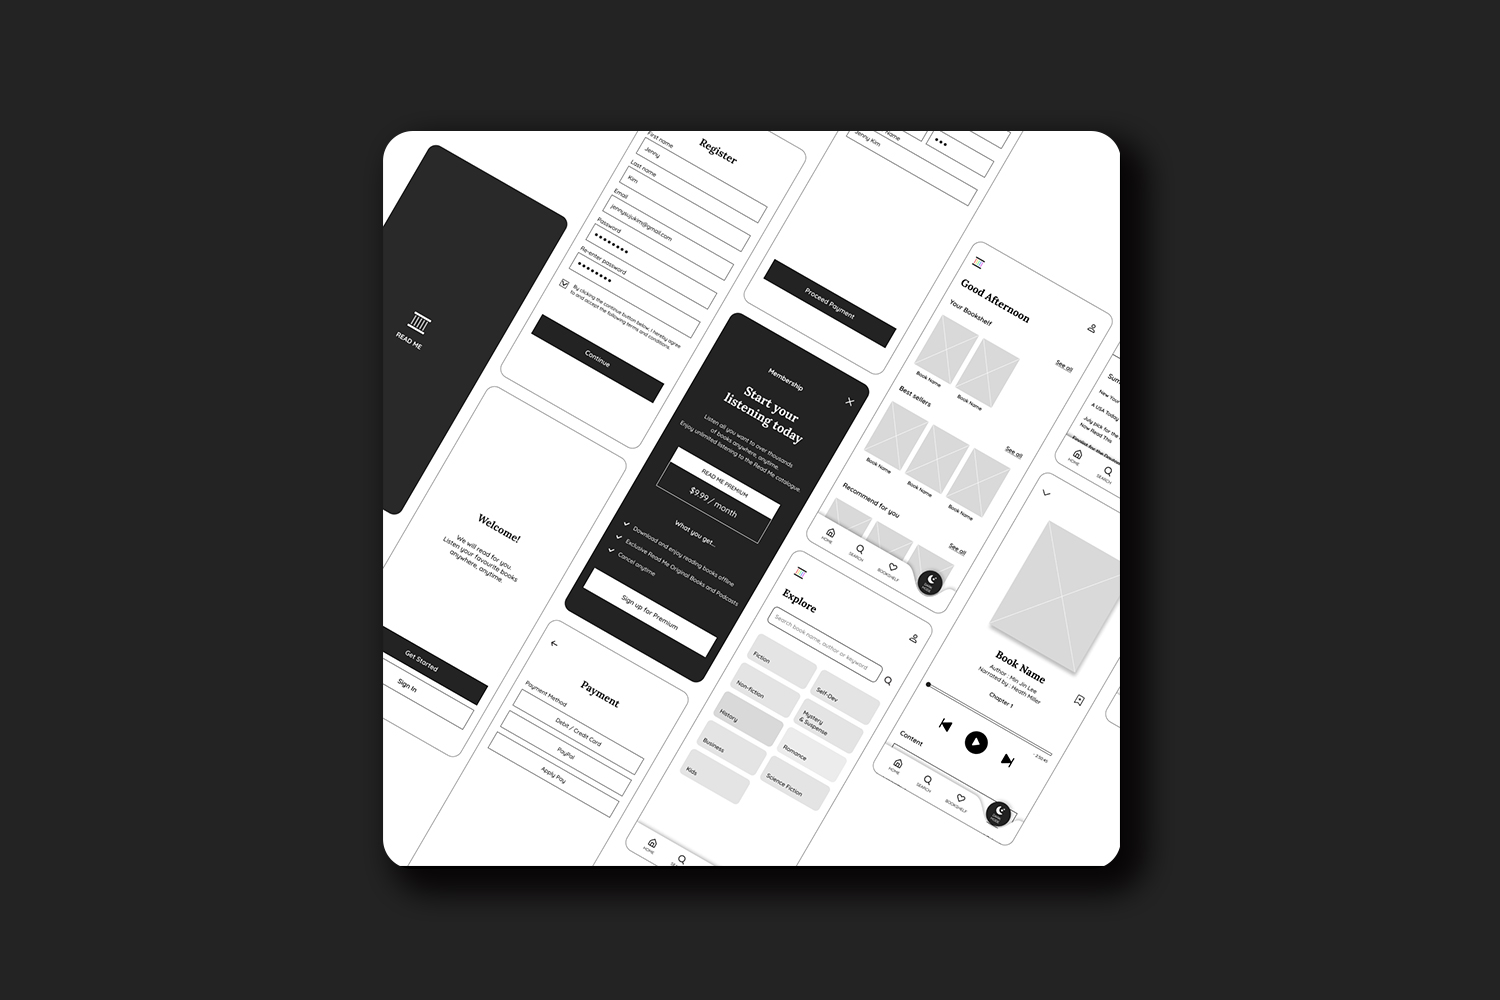 READ ME
First name
Register
Jenny
Last name
Kim
Email
jennysujukim@gmail.com
Password
Re-enter password
By clicking the continue button below, I hereby agree
to and accept the following terms and conditions.
Continue
Welcome!
We will read for you.
Listen your favourite books
anywhere, anytime.
Get Started
Sign In
Name
Jenny Kim
Proceed Payment
Membership
Start your
listening today
Listen all you want to over thousands
of books anywhere, anytime.
Enjoy unlimited listening to the Read Me catalogue.
READ ME PREMIUM
$9.99 / month
What you get...
Download and enjoy reading books offline
Exclusive Read Me Original Books and Podcasts
Cancel anytime
Sign up for Premium
Payment
Payment Method
Debit / Credit Card
PayPal
Apply Pay
Good Afternoon
Your Bookshelf
See all
Book Name
Book Name
Best sellers
See all
Book Name
Book Name
Book Name
Recommend for you
See all
HOME
SEARCH
BOOKSHELF
Explore
Search book name, author or keyword
Fiction
Self-Dev
Non-fiction
Mystery
& Suspense
History
Romance
Business
Science Fiction
Kids
HOME
New Your
A USA Today
July pick for the
Now Read This
HOME
SEARCH
Book Name
Author : Min Jin Lee
Narrated by : Heath Miller
Chapter 1
Content
HOME
SEARCH
BOOKSHELF